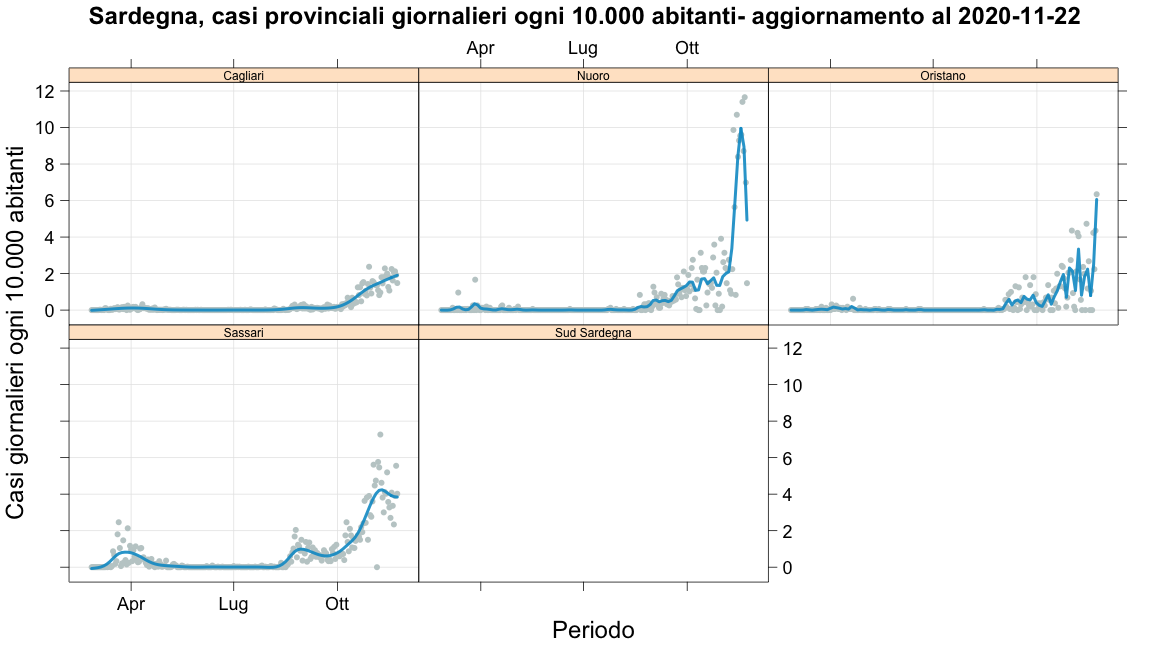 Sardegna, casi provinciali giornalieri ogni 10.000 abitanti- aggiornamento al 2020-11-22
Apr Lug Ott
Cagliari Nuoro Oristano
12
10
8
6
4
2
0
Casi giornalieri ogni 10.000 abitanti
Sassari Sud Sardegna
12
10
8
6
4
2
0
Apr Lug Ott
Periodo